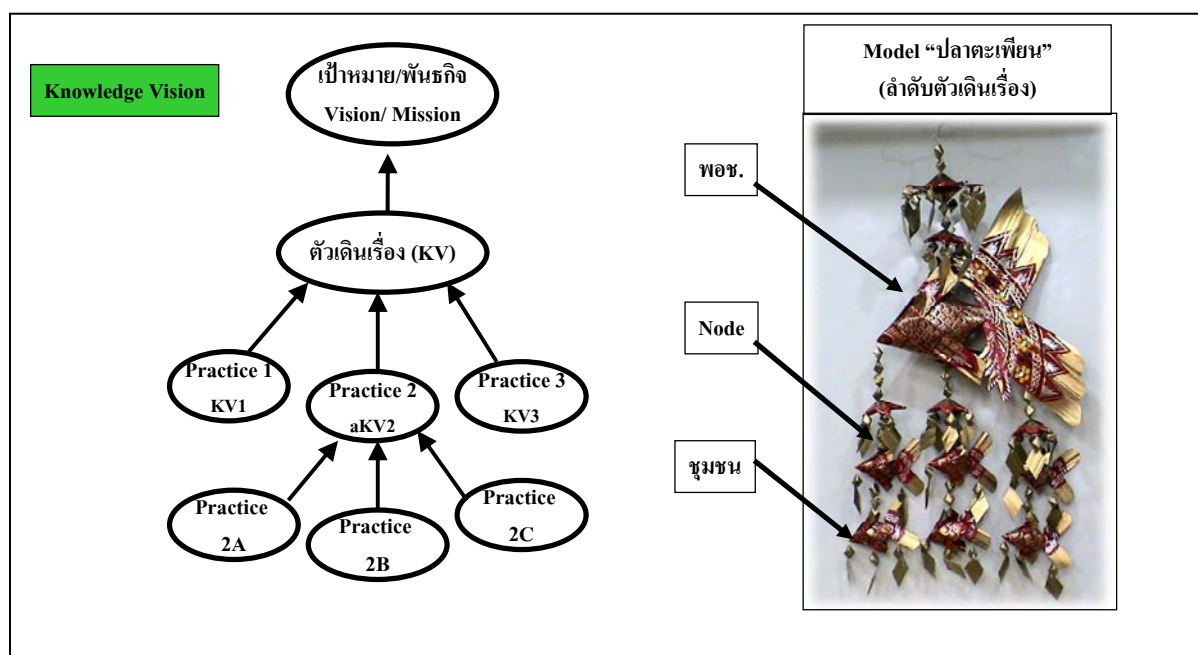 Knowledge Vision
เป้าหมาย/พันธกิจ
Vision/ Mission
ตัวเดินเรื่อง (KV)
Practice 1
KV1
Practice 2
aKV2
Practice 3
KV3
Practice
2A
Practice
2B
Practice
2C
Model “ปลาตะเพียน”
(ลำดับตัวเดินเรื่อง)
พอช.
Node
ชุมชน